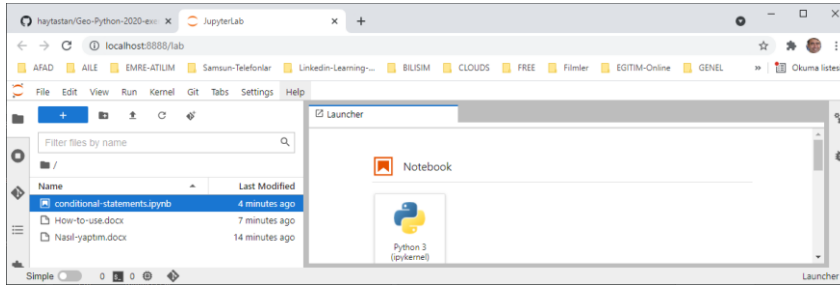 haytastan/Geo-Python-2020-exe
JupyterLab
localhost:8888/lab
AFAD AILE EMRE-ATILIM Samsun-Telefonlar Linkedin-Learning-... BILISIM CLOUDS FREE Filmler EGITIM-Online GENEL » Okuma listesi
File Edit View Run Kernel Git Tabs Settings Help
Launcher
Filter files by name
/
Notebook
Name Last Modified
conditional-statements.ipynb 4 minutes ago
How-to-use.docx 7 minutes ago
Nasıl-yaptım.docx 14 minutes ago
Python 3
(ipykernel)
Simple 0 0 Launcher